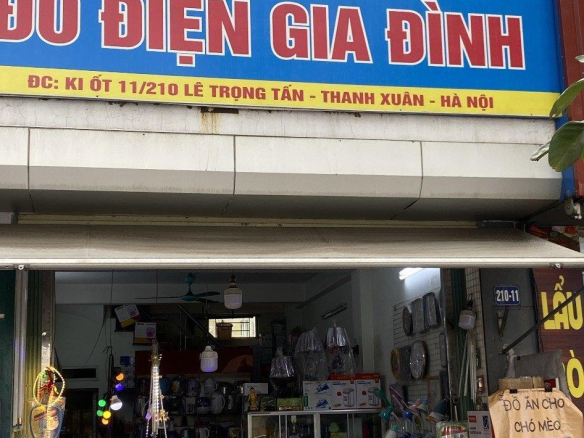 ĐỒ ĐIỆN GIA ĐÌNH
ĐC: KI ỐT 11/210 LÊ TRỌNG TẤN - THANH XUÂN - HÀ NỘI
210-11
LẨU
ĐỒ ĂN CHO
CHÓ MÈO